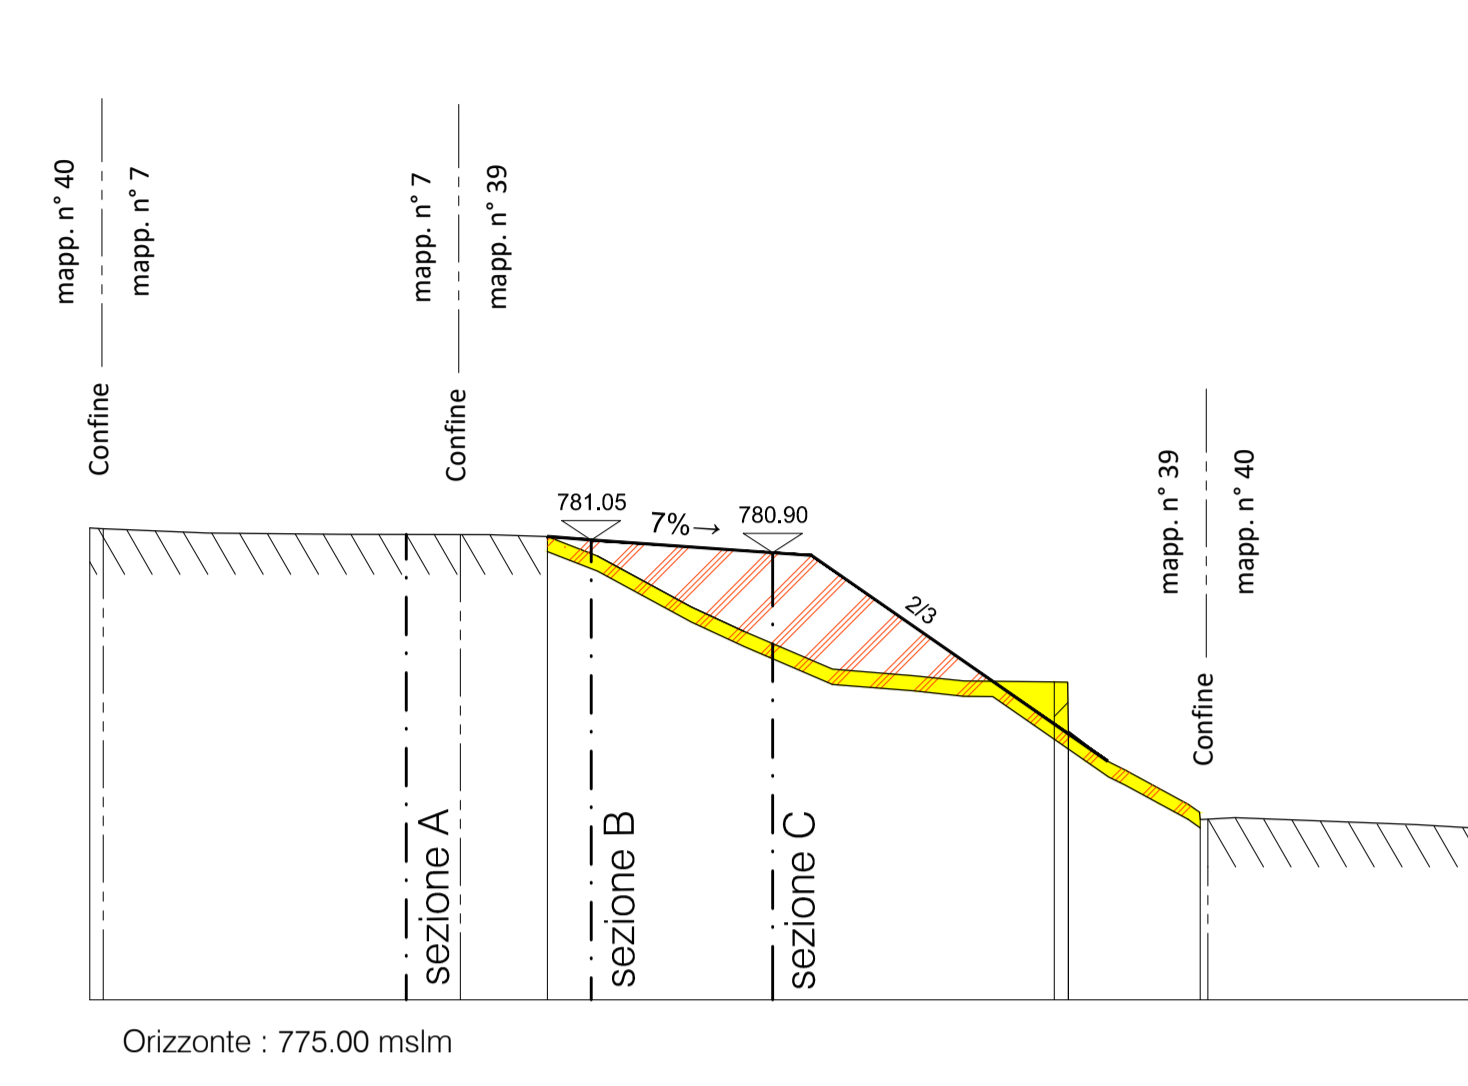 mapp. n° 40
mapp. n° 7
Confine
mapp. n° 7
mapp. n° 39
Confine
781.05
7%→
780.90
2/3
mapp. n° 39
mapp. n° 40
Confine
sezione A
sezione B
sezione C
Orizzonte : 775.00 mslm